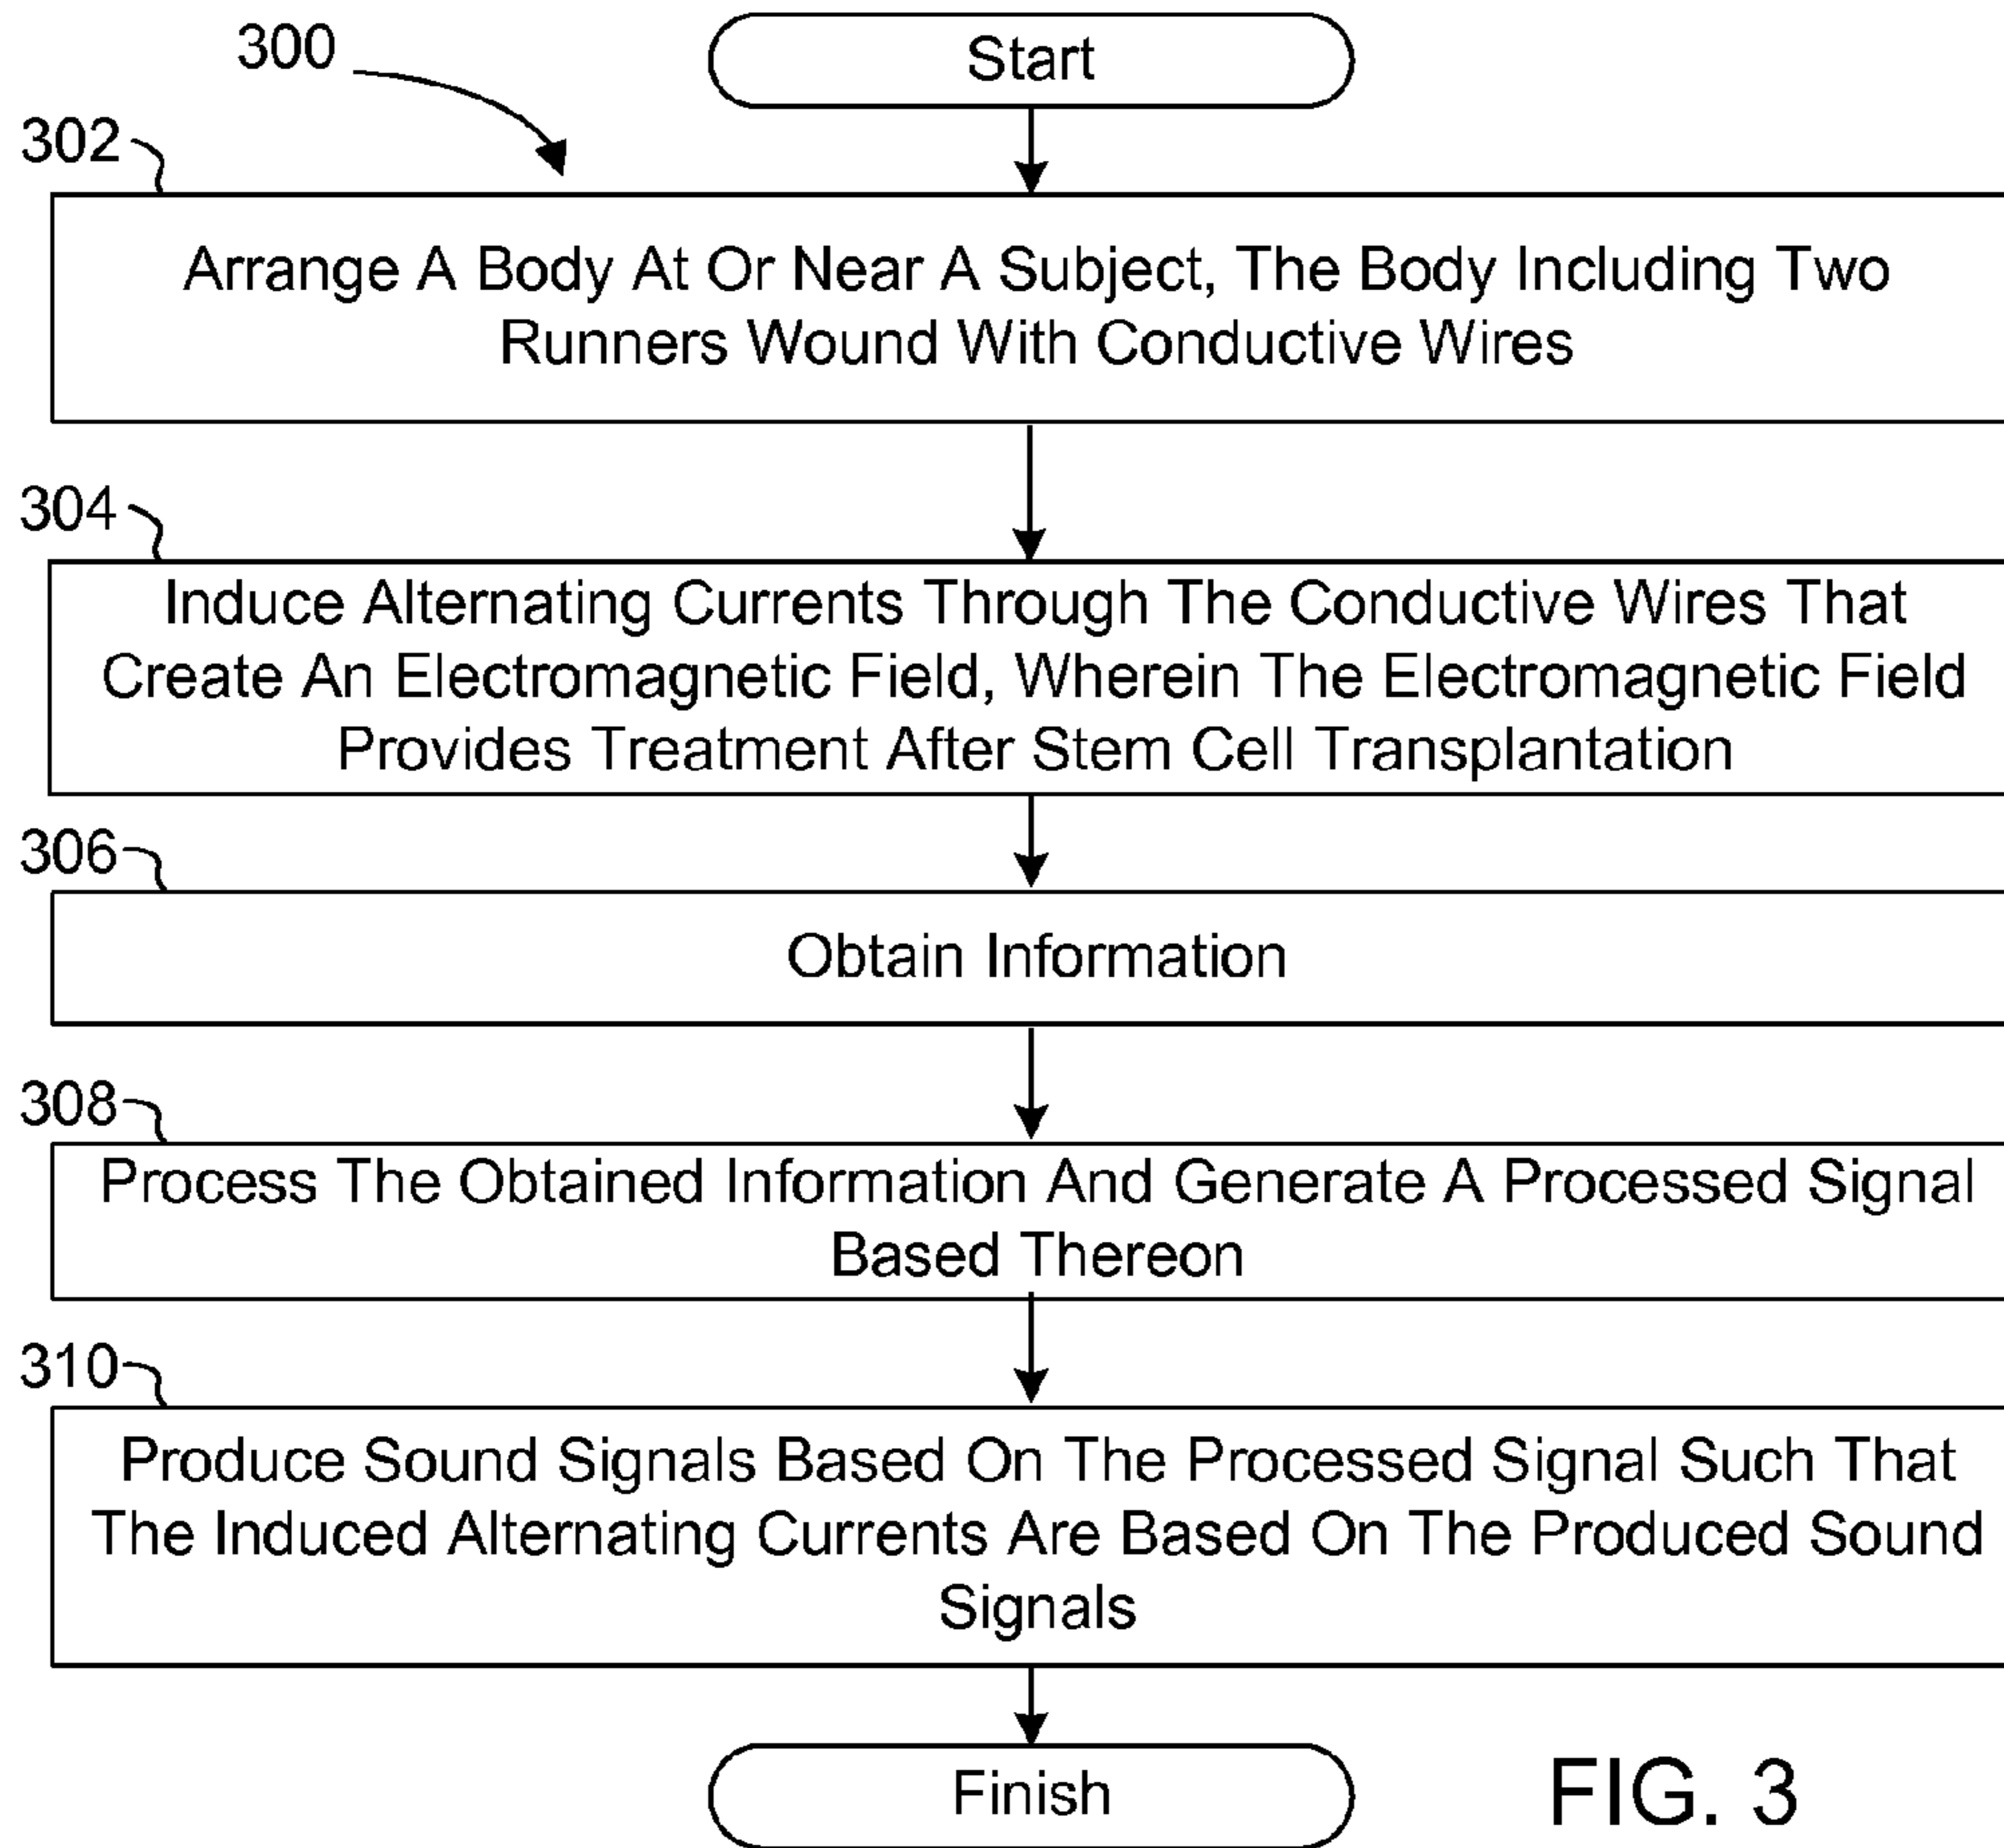 300
Start
302
Arrange A Body At Or Near A Subject, The Body Including Two
Runners Wound With Conductive Wires
304
Induce Alternating Currents Through The Conductive Wires That
Create An Electromagnetic Field, Wherein The Electromagnetic Field
Provides Treatment After Stem Cell Transplantation
306
Obtain Information
308
Process The Obtained Information And Generate A Processed Signal
Based Thereon
310
Produce Sound Signals Based On The Processed Signal Such That
The Induced Alternating Currents Are Based On The Produced Sound
Signals
Finish
FIG. 3